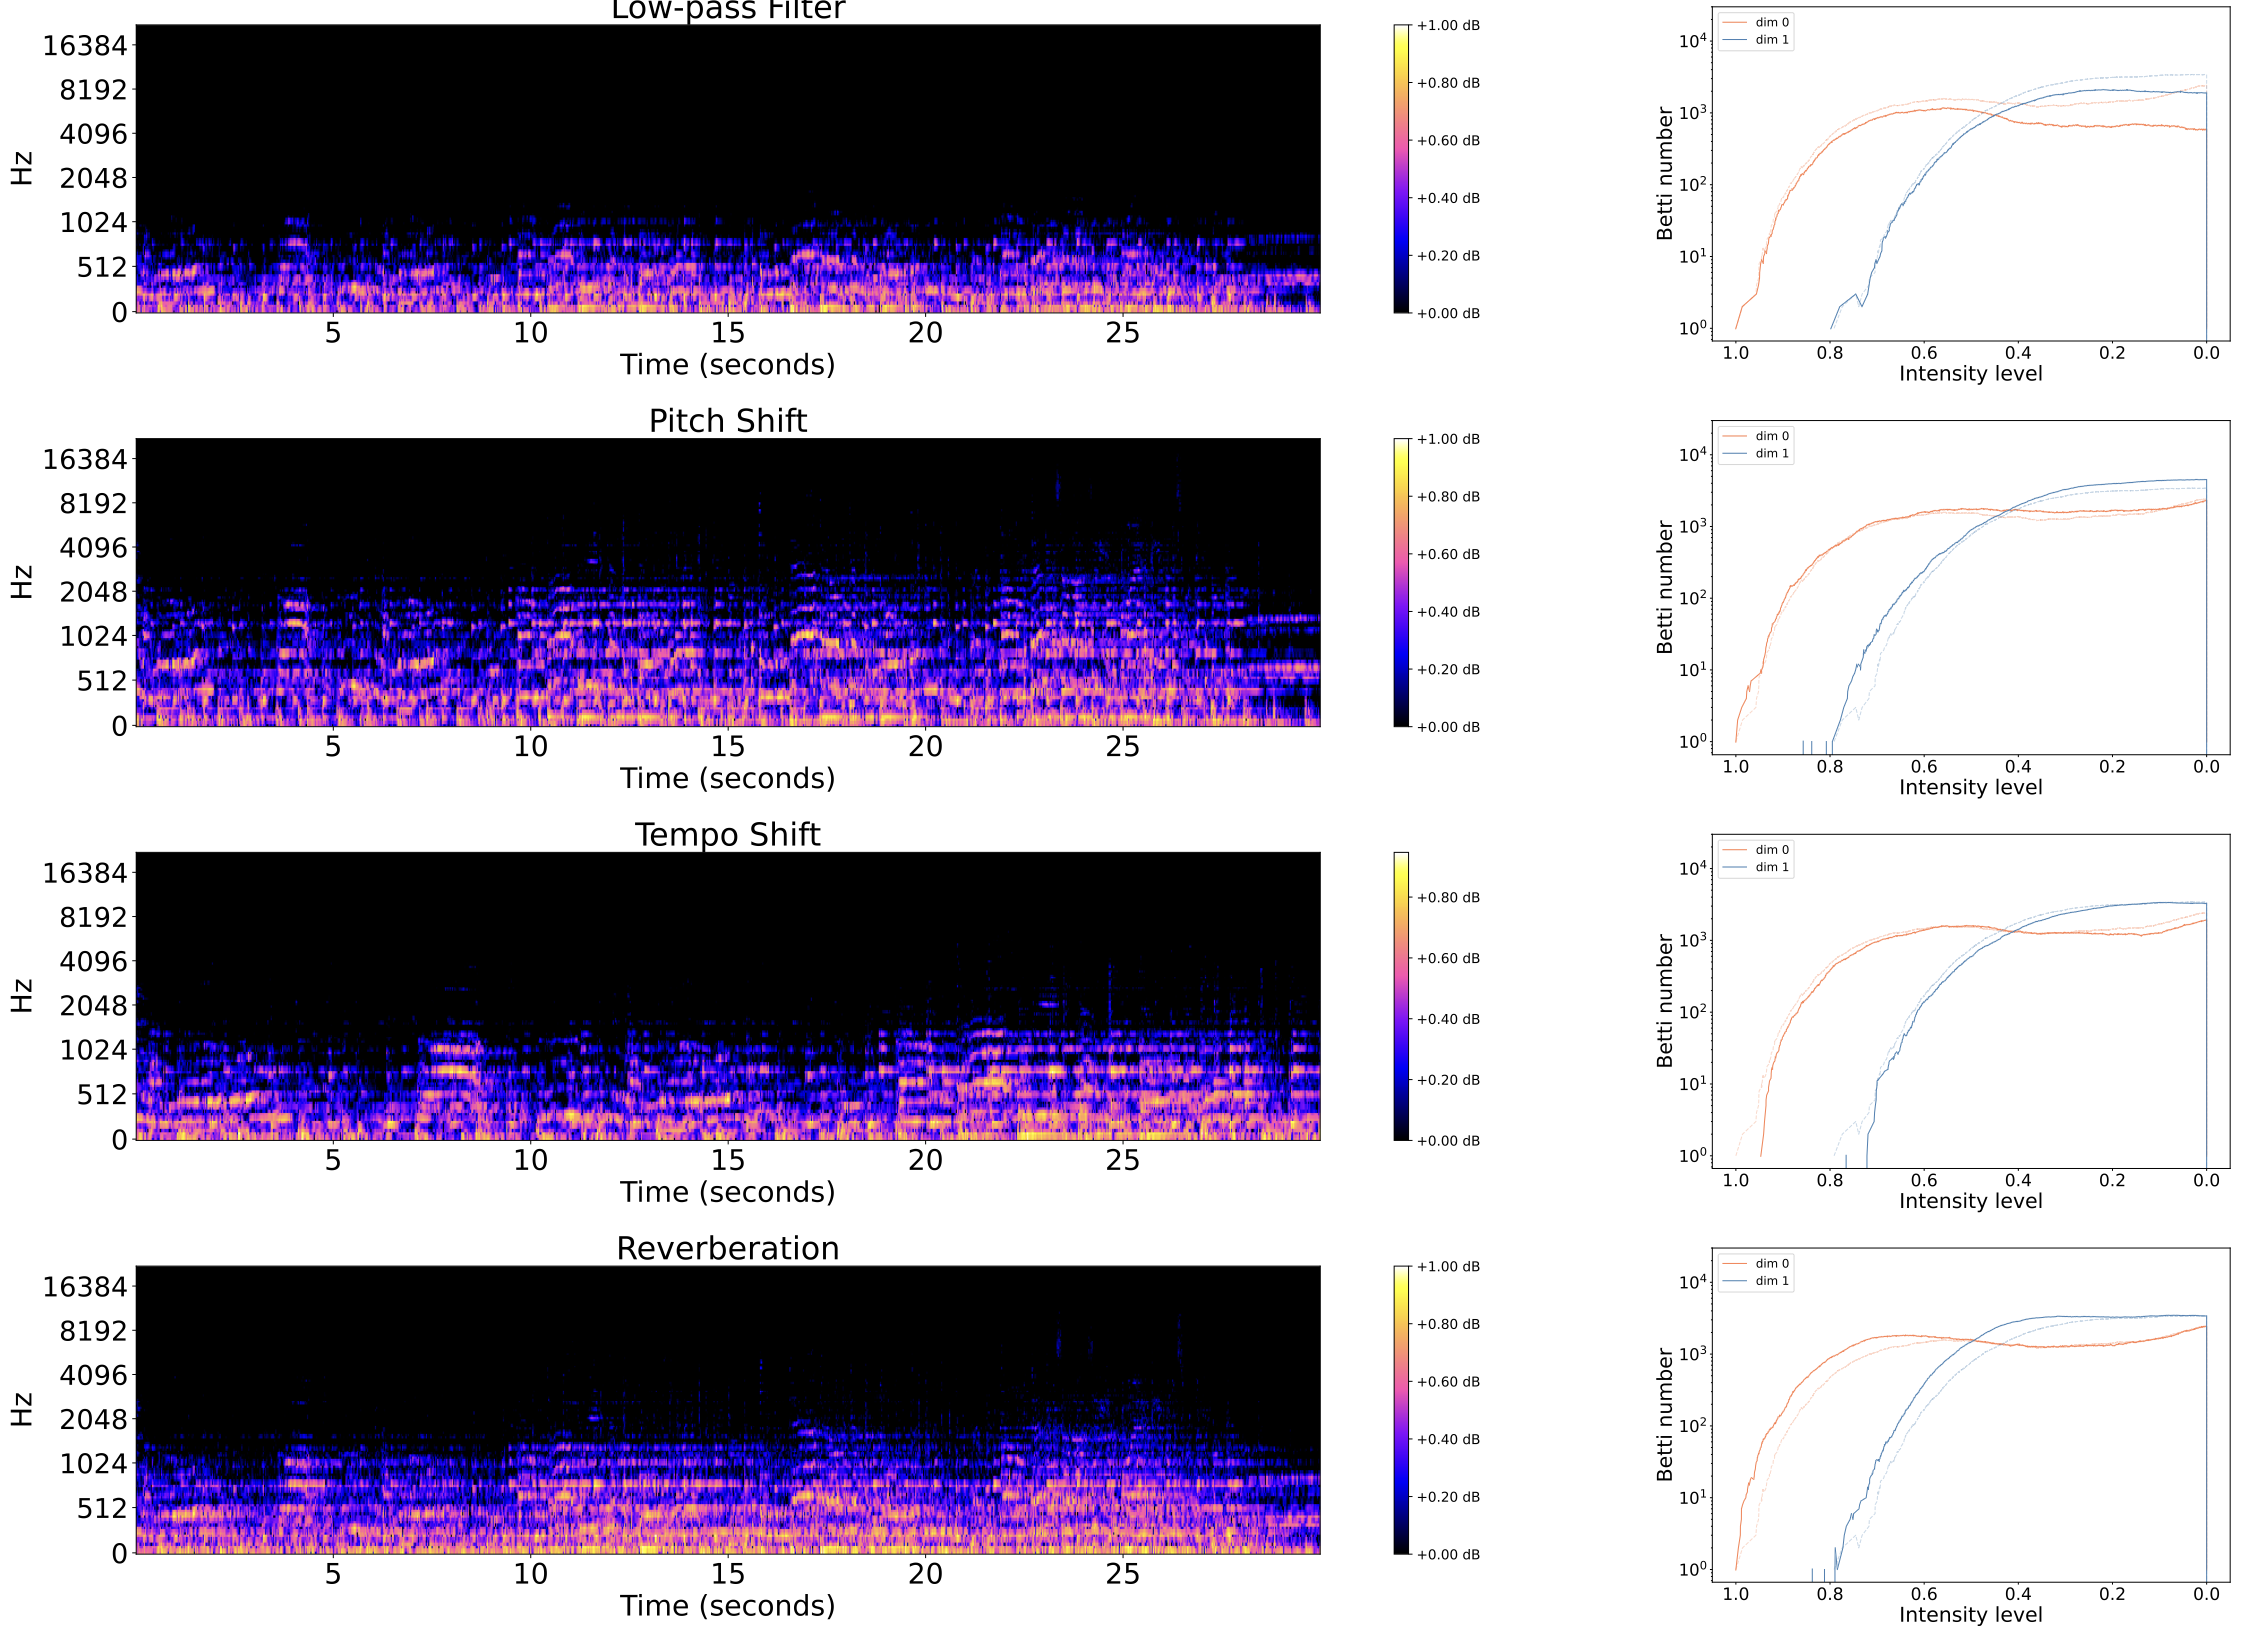 Low-pass Filter
Hz
16384
8192
4096
2048
1024
512
0
5 10 15 20 25
Time (seconds)
+1.00 dB
+0.80 dB
+0.60 dB
+0.40 dB
+0.20 dB
+0.00 dB
dim 0
dim 1
Betti number
10^4
10^3
10^2
10^1
10^0
1.0 0.8 0.6 0.4 0.2 0.0
Intensity level
Pitch Shift
Hz
16384
8192
4096
2048
1024
512
0
5 10 15 20 25
Time (seconds)
+1.00 dB
+0.80 dB
+0.60 dB
+0.40 dB
+0.20 dB
+0.00 dB
dim 0
dim 1
Betti number
10^4
10^3
10^2
10^1
10^0
1.0 0.8 0.6 0.4 0.2 0.0
Intensity level
Tempo Shift
Hz
16384
8192
4096
2048
1024
512
0
5 10 15 20 25
Time (seconds)
+0.80 dB
+0.60 dB
+0.40 dB
+0.20 dB
+0.00 dB
dim 0
dim 1
Betti number
10^4
10^3
10^2
10^1
10^0
1.0 0.8 0.6 0.4 0.2 0.0
Intensity level
Reverberation
Hz
16384
8192
4096
2048
1024
512
0
5 10 15 20 25
Time (seconds)
+1.00 dB
+0.80 dB
+0.60 dB
+0.40 dB
+0.20 dB
+0.00 dB
dim 0
dim 1
Betti number
10^4
10^3
10^2
10^1
10^0
1.0 0.8 0.6 0.4 0.2 0.0
Intensity level